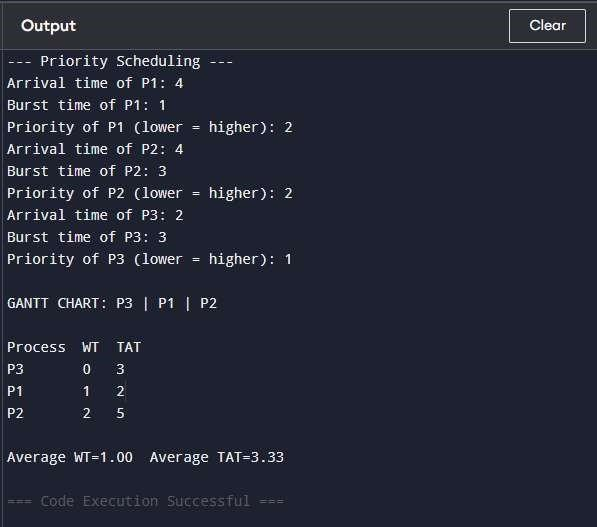 Output
Clear
--- Priority Scheduling ---
Arrival time of P1: 4
Burst time of P1: 1
Priority of P1 (lower = higher): 2
Arrival time of P2: 4
Burst time of P2: 3
Priority of P2 (lower = higher): 2
Arrival time of P3: 2
Burst time of P3: 3
Priority of P3 (lower = higher): 1
GANTT CHART: P3 | P1 | P2
Process  WT  TAT
P3       0   3
P1       1   2
P2       2   5
Average WT=1.00  Average TAT=3.33
=== Code Execution Successful ===